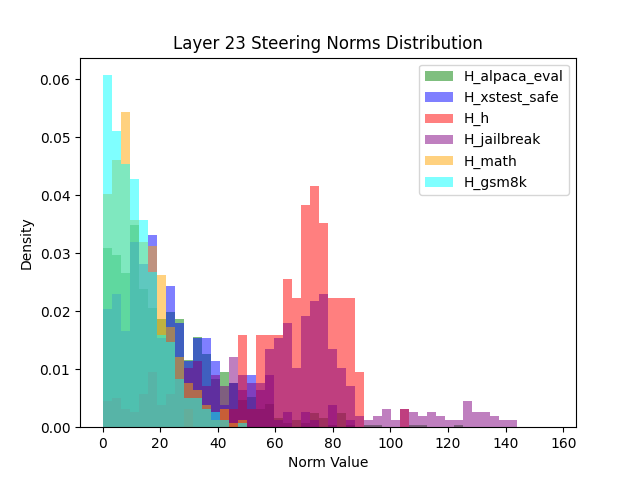 Layer 23 Steering Norms Distribution
H_alpaca_eval
H_xstest_safe
H_h
H_jailbreak
H_math
H_gsm8k
Density
0.06
0.05
0.04
0.03
0.02
0.01
0.00
0 20 40 60 80 100 120 140 160
Norm Value